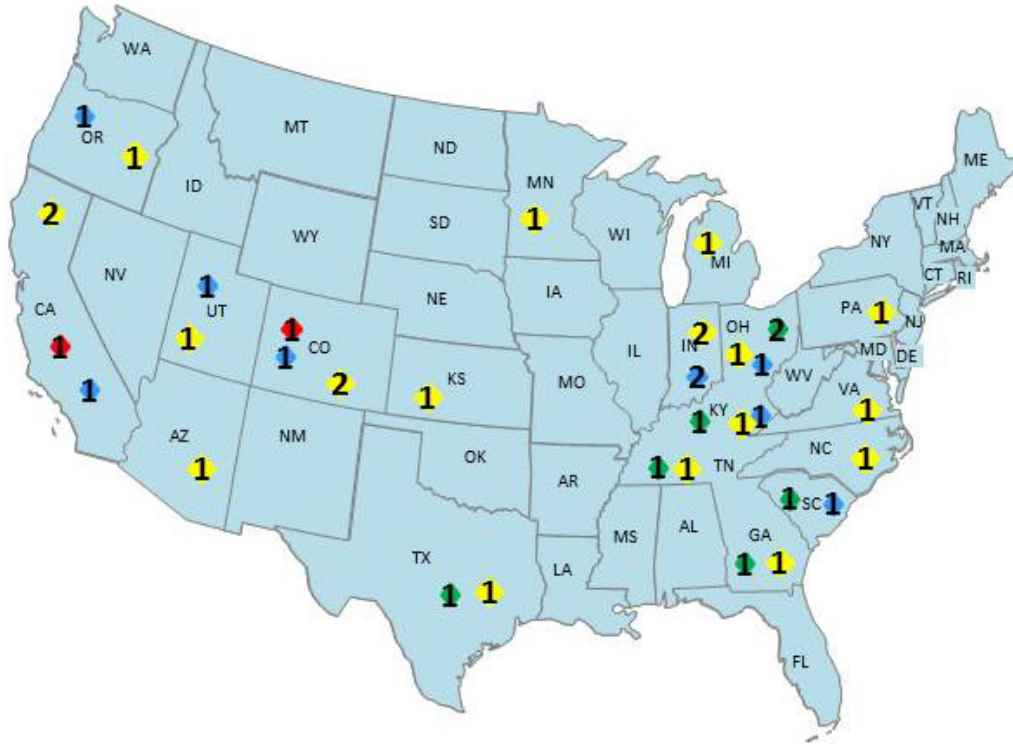 WA
MT
ND
MN
ME
1
OR
1
ID
SD
WI
VT
NH
NY
MA
CT
RI
2
1
1
MI
WY
NV
1
UT
NE
IA
PA
1
NJ
CA
1
1
1
CO
1
2
IL
2
IN
OH
2
1
1
MD
DE
WV
1
2
KS
1
MO
2
VA
1
KY
1
1
1
AZ
1
NM
OK
AR
1
1
TN
NC
1
MS
AL
1
SC
1
GA
1
1
TX
1
1
LA
FL